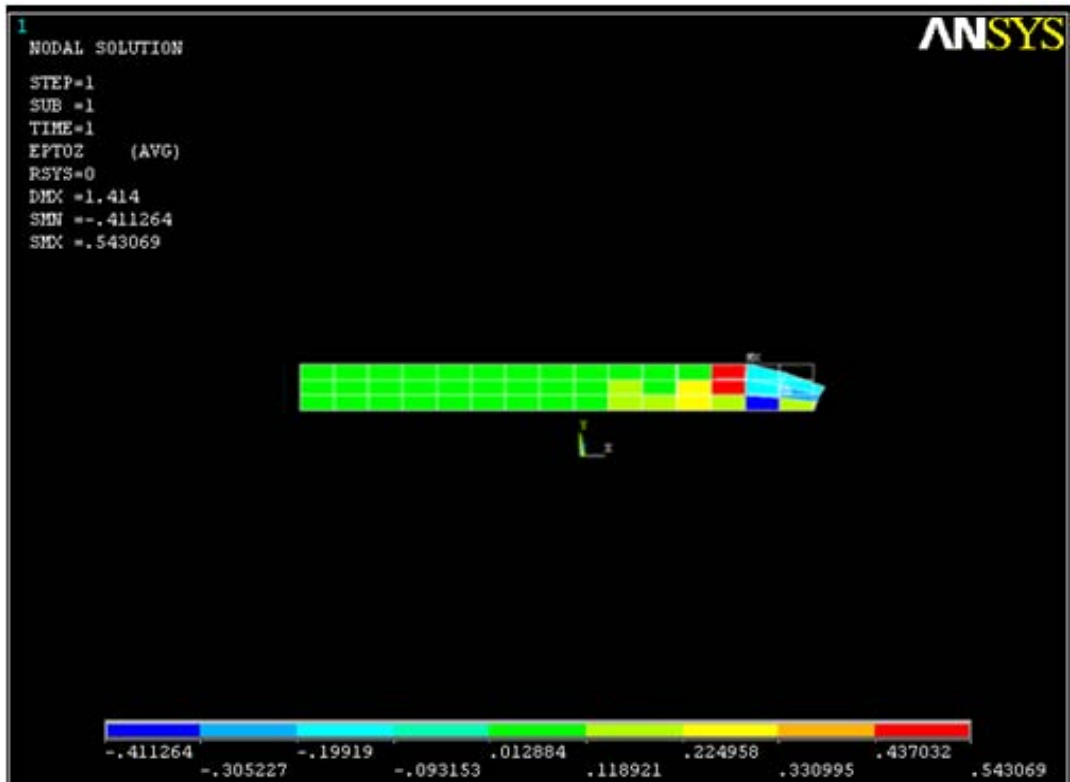 1
ANSYS
NODAL SOLUTION
STEP=1
SUB =1
TIME=1
EPTOZ (AVG)
RSYS=0
DMX =1.414
SMN =-.411264
SMX =.543069
MX
Y
X
-.411264 -.19919 .012884 .224958 .437032
-.305227 -.093153 .118921 .330995 .543069